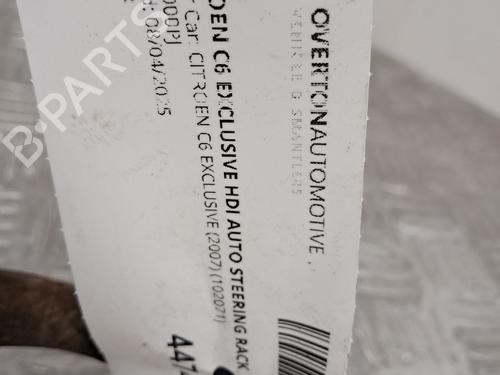 OVERTONAUTOMOTIVE .
OEN C6 EXCLUSIVE HDI AUTO STEERING RACK
Car: CITROEN C6 EXCLUSIVE (2007) (102071)
000PJ
08/04/2025
447
B-PARTS